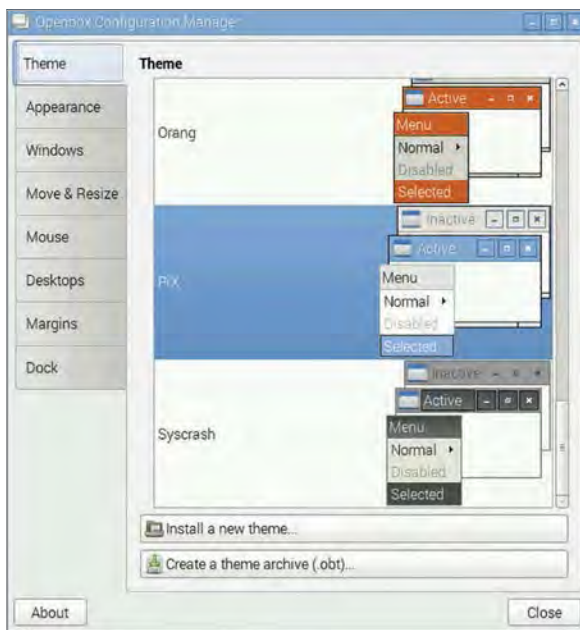 Openbox Configuration Manager
Theme
Appearance
Windows
Move & Resize
Mouse
Desktops
Margins
Dock
Theme
Orang
Active
Menu
Normal
Disabled
Selected
PiX
Inactive
Active
Menu
Normal
Disabled
Selected
Syscrash
Inactive
Active
Menu
Normal
Disabled
Selected
Install a new theme...
Create a theme archive (.obt)...
About
Close